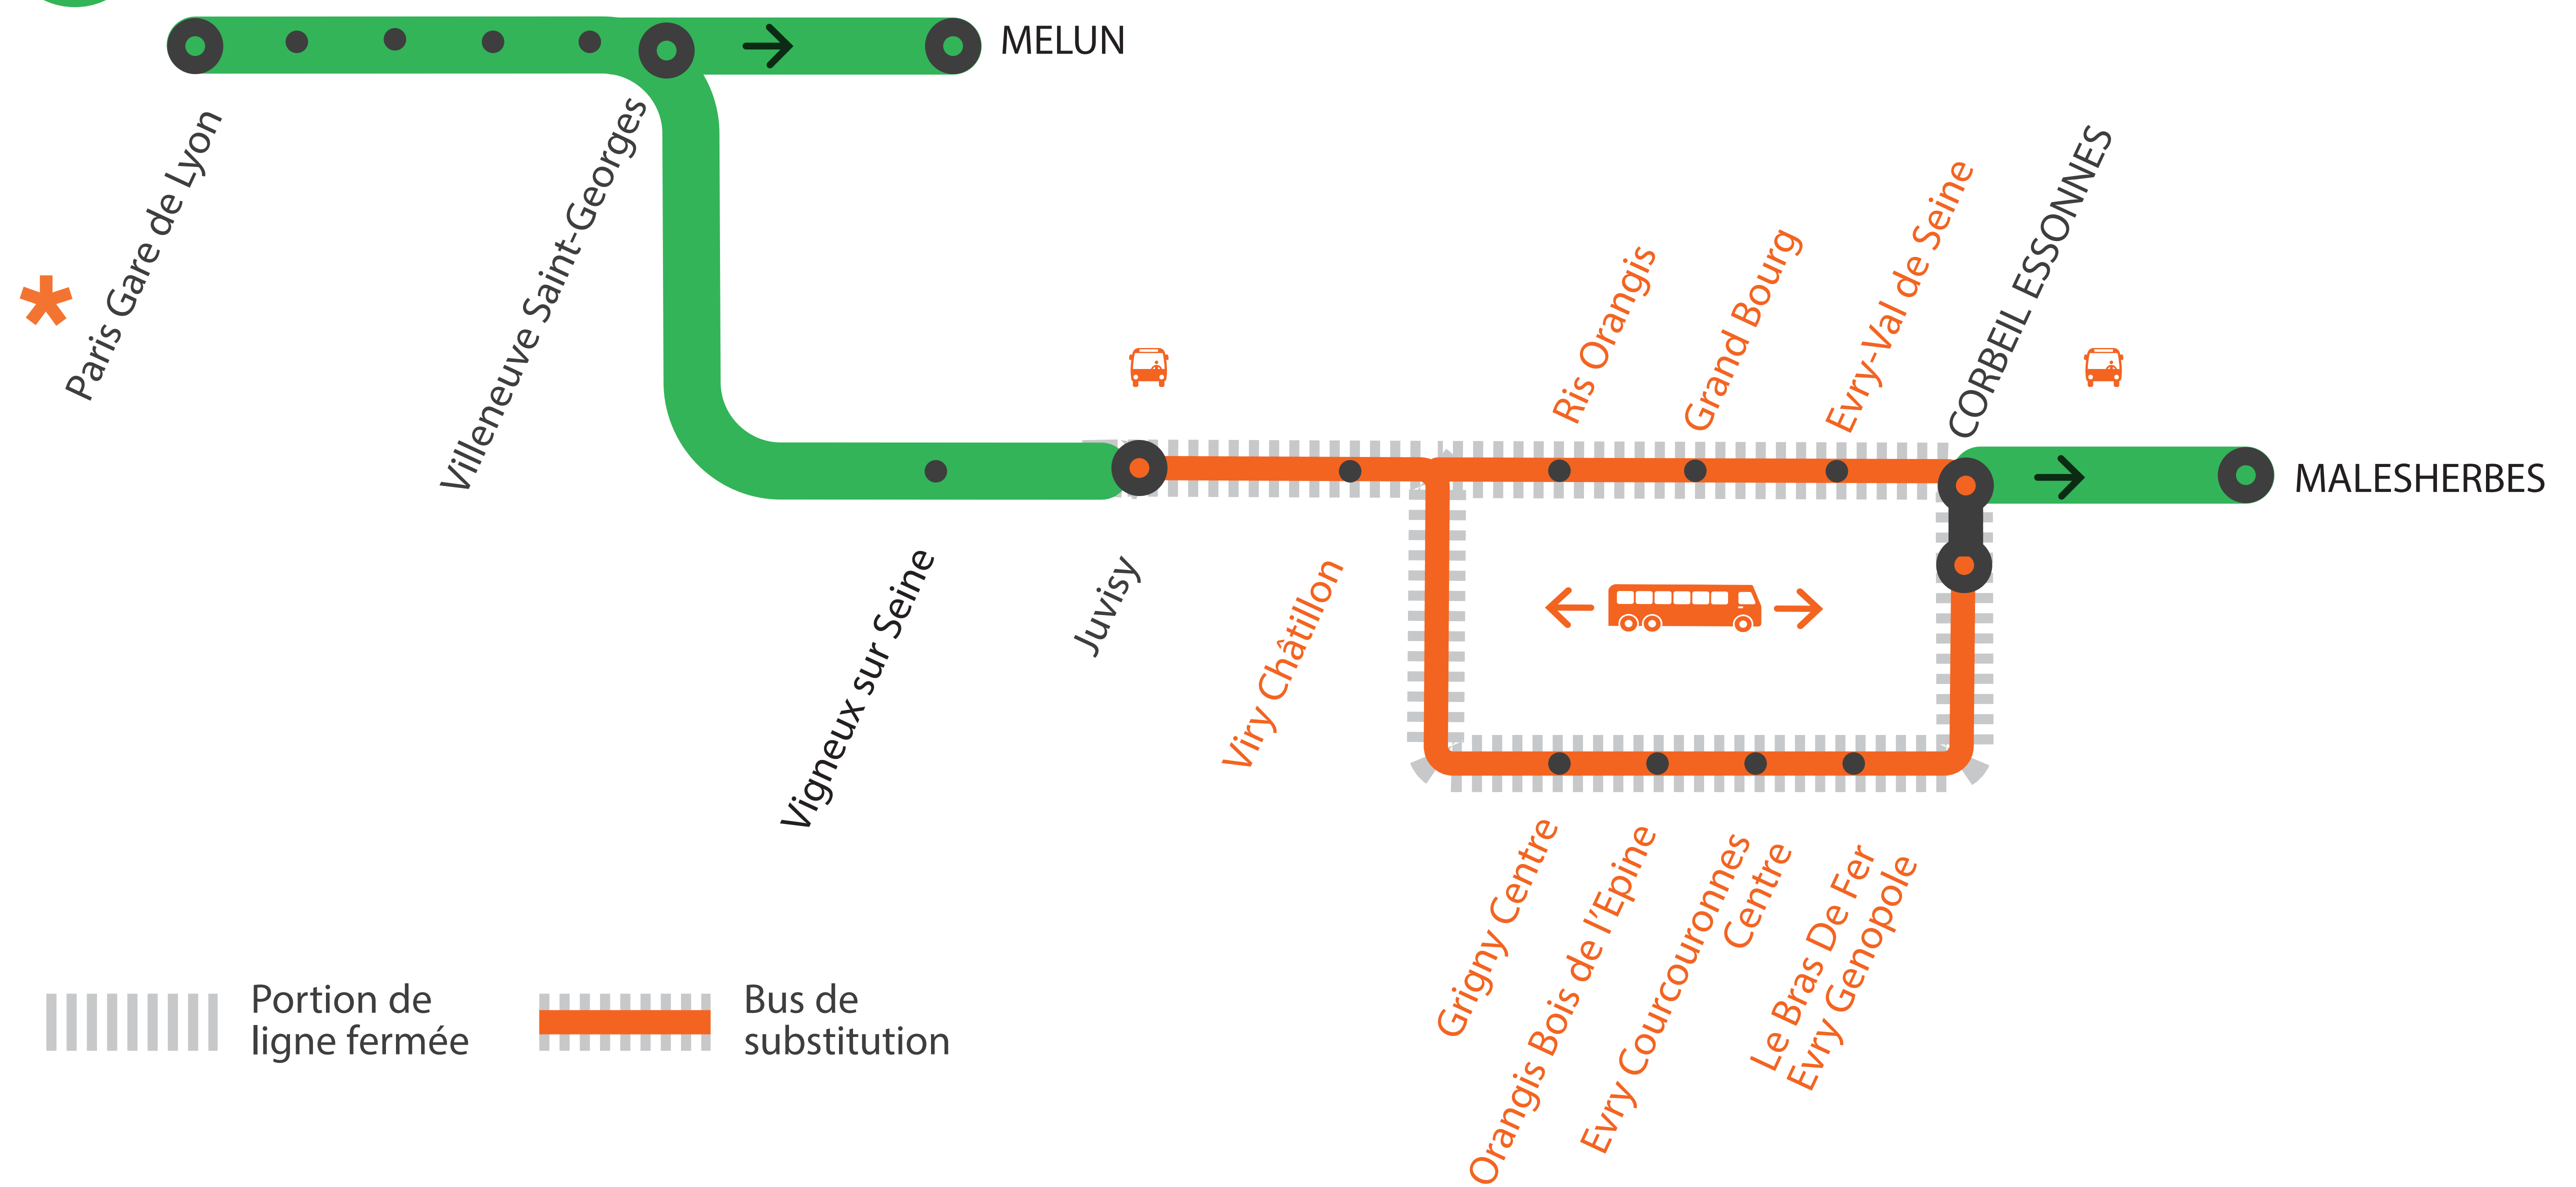 MELUN
Paris Gare de Lyon
Villeneuve Saint-Georges
*
Vigneux sur Seine
Juvisy
Viry Châtillon
Ris Orangis
Grand Bourg
Evry-Val de Seine
CORBEIL ESSONNES
MALESHERBES
Grigny Centre
Orangis Bois de l'Epine
Evry Courcouronnes
Centre
Le Bras De Fer
Evry Genopole
Portion de
ligne fermée
Bus de
substitution